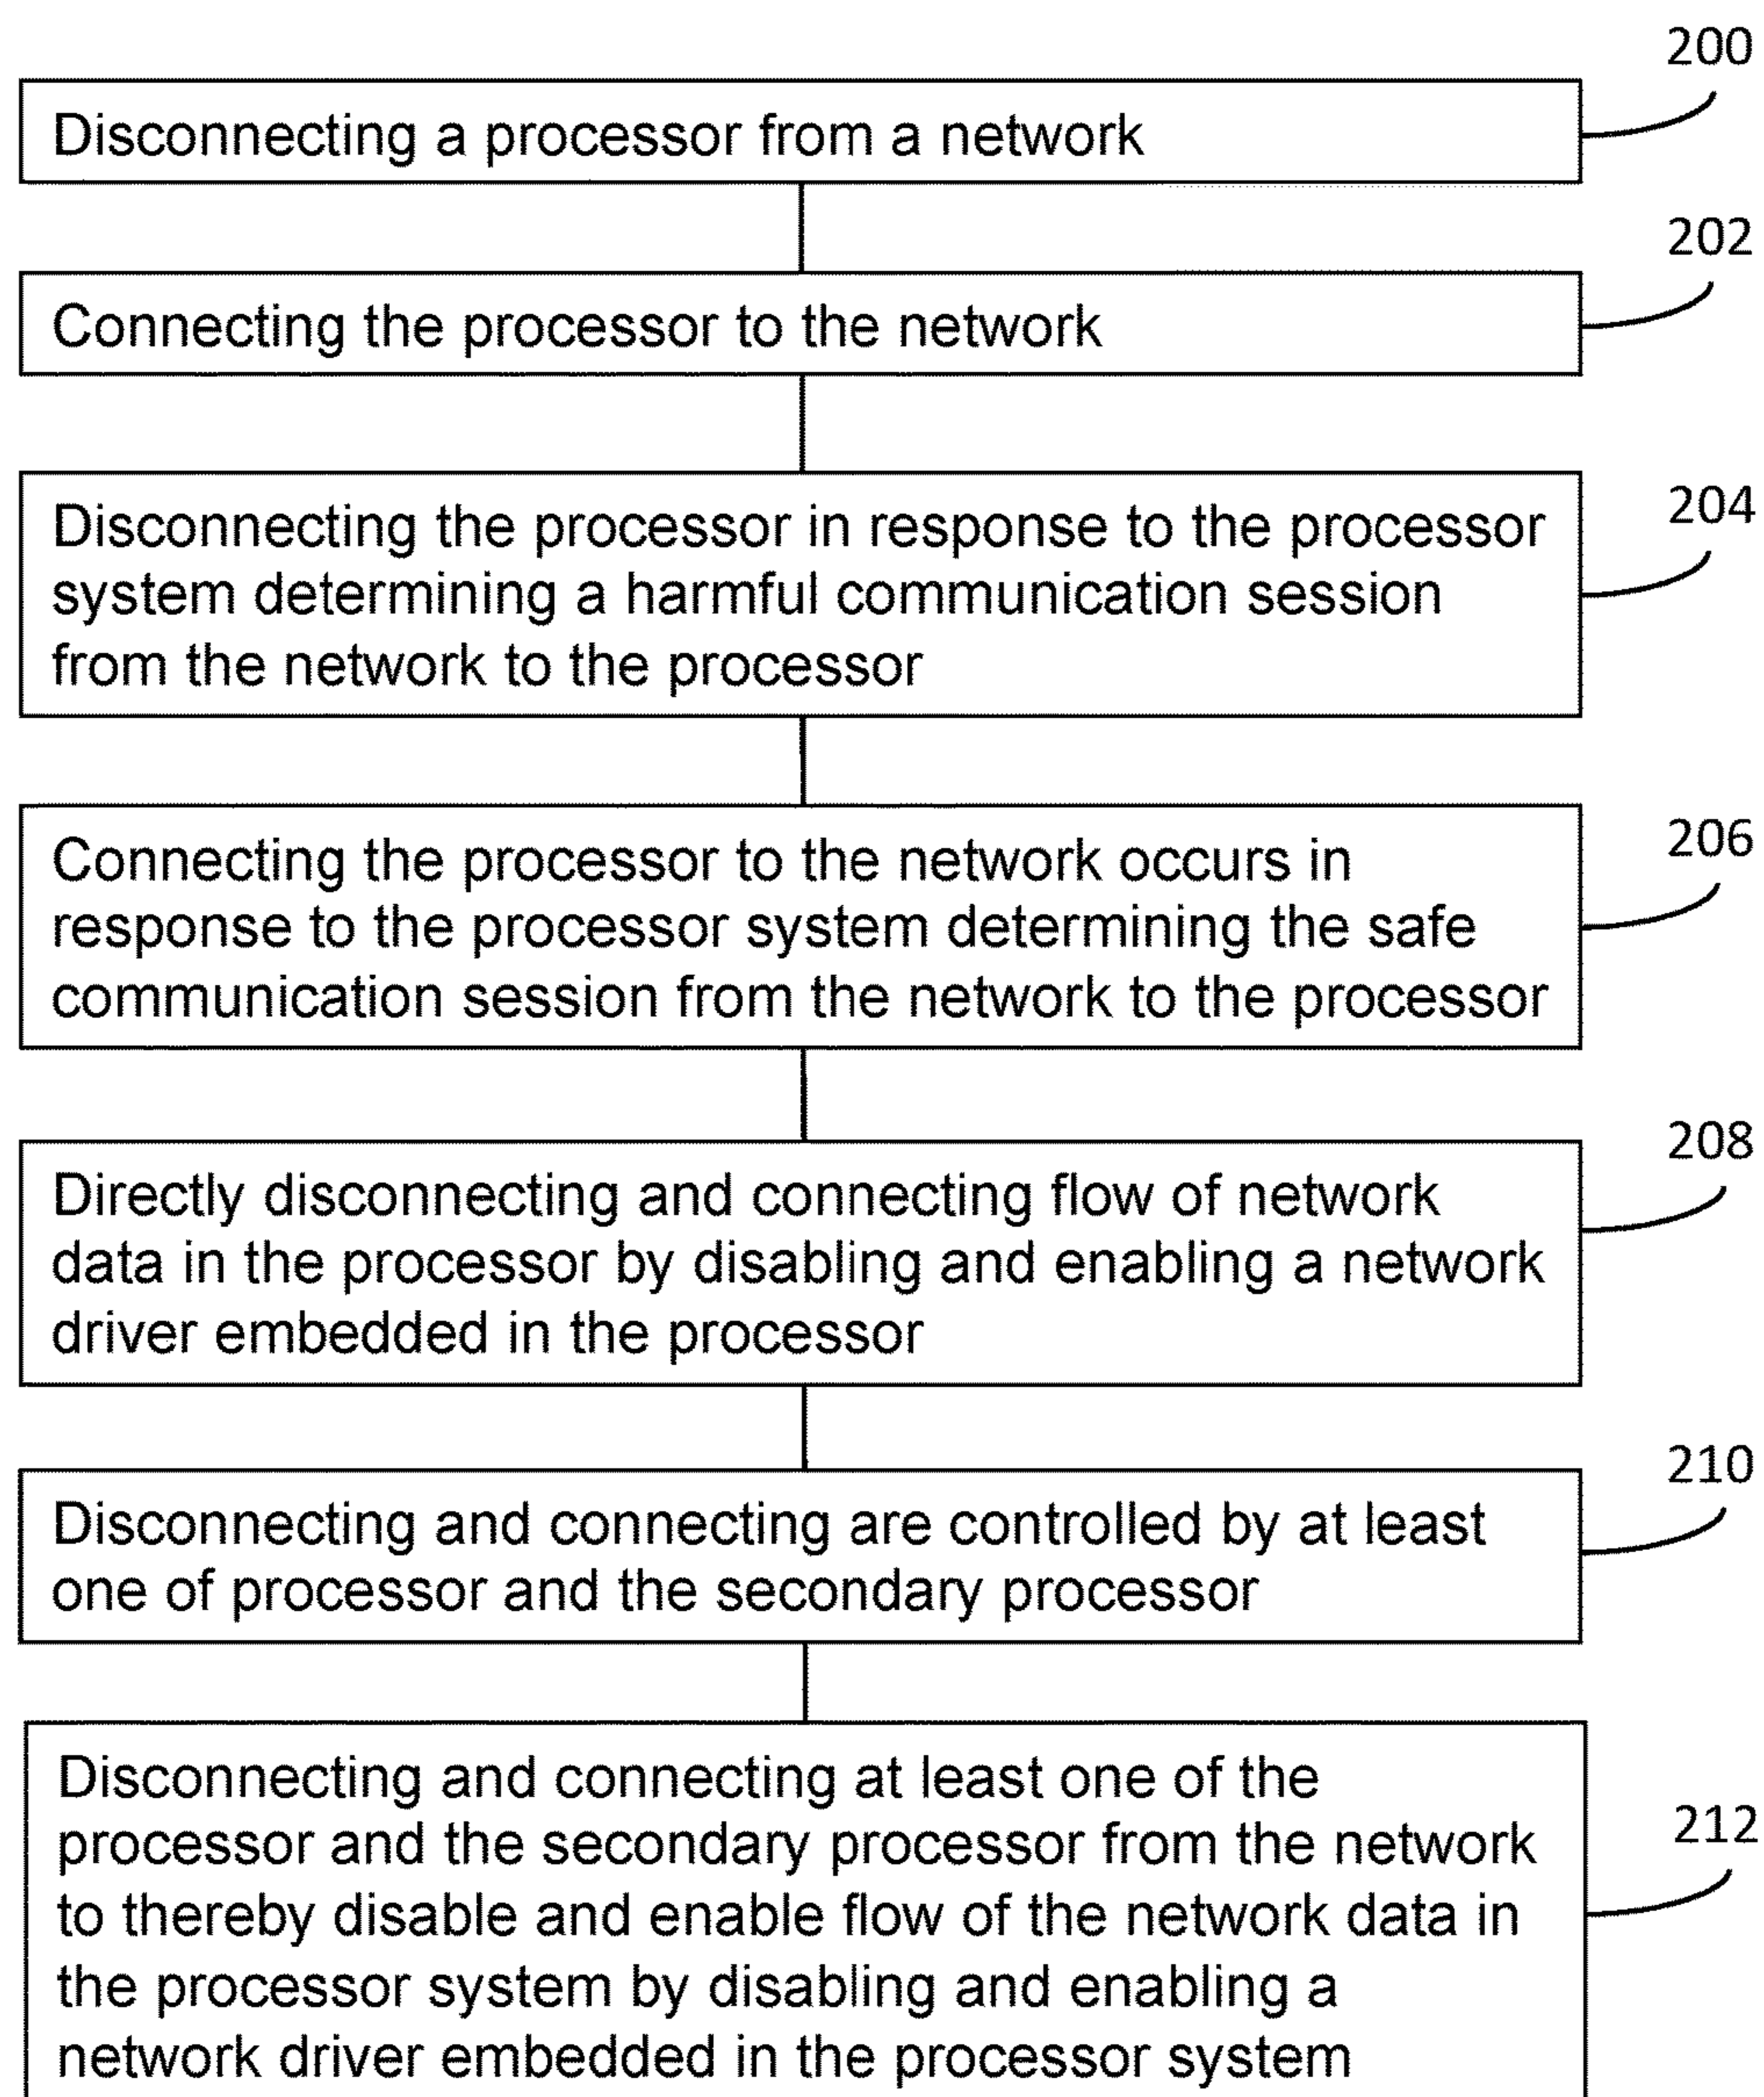 200
Disconnecting a processor from a network
202
Connecting the processor to the network
204
Disconnecting the processor in response to the processor
system determining a harmful communication session
from the network to the processor
206
Connecting the processor to the network occurs in
response to the processor system determining the safe
communication session from the network to the processor
208
Directly disconnecting and connecting flow of network
data in the processor by disabling and enabling a network
driver embedded in the processor
210
Disconnecting and connecting are controlled by at least
one of processor and the secondary processor
212
Disconnecting and connecting at least one of the
processor and the secondary processor from the network
to thereby disable and enable flow of the network data in
the processor system by disabling and enabling a
network driver embedded in the processor system